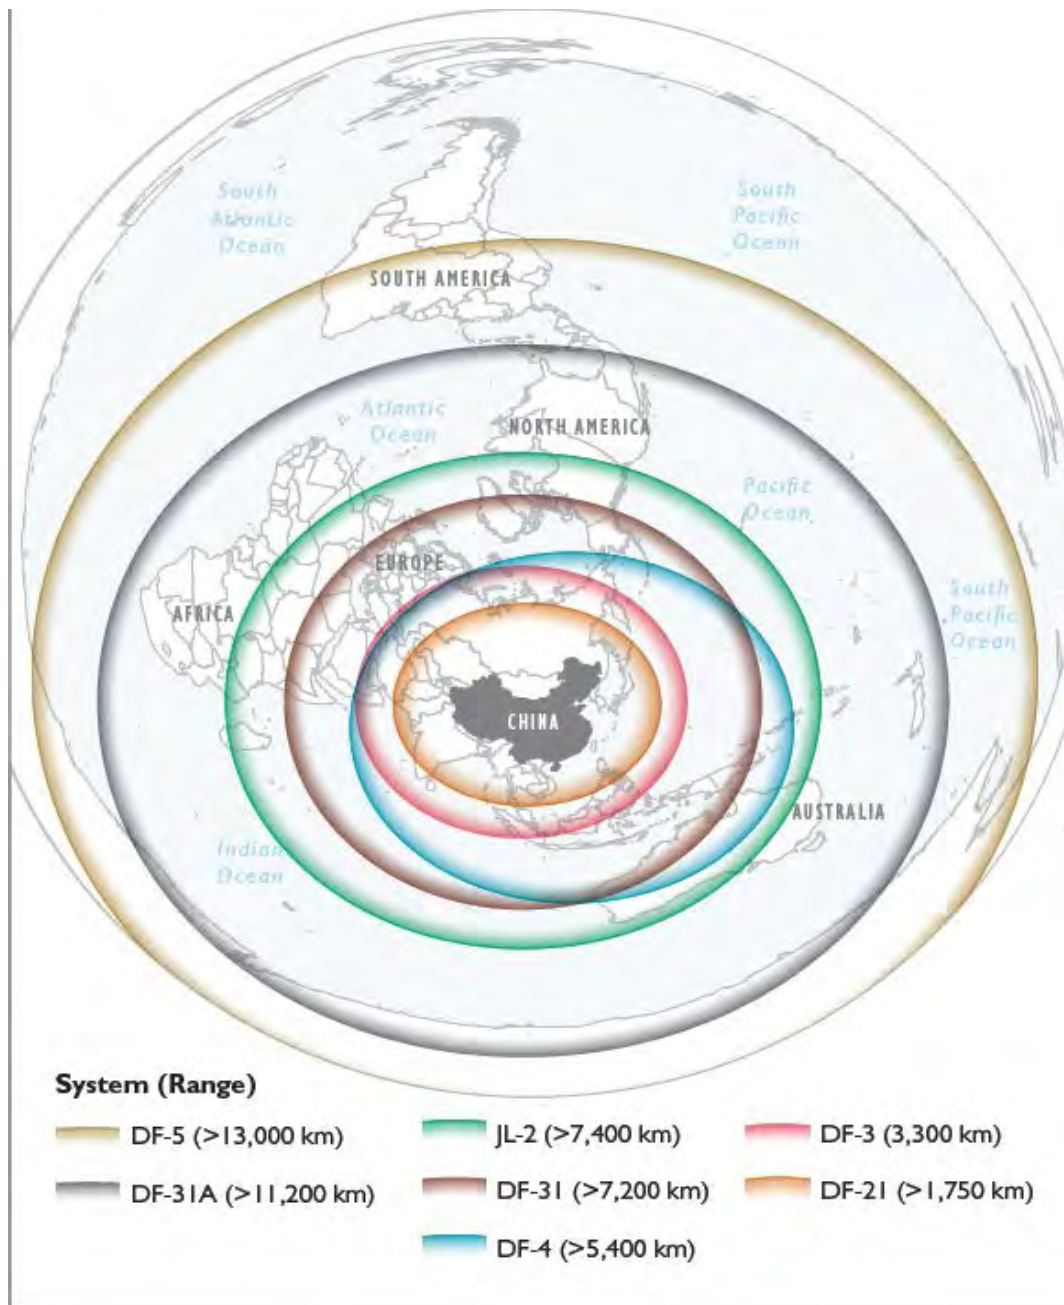 South
Atlantic
Ocean
South
Pacific
Ocean
SOUTH AMERICA
Atlantic
Ocean
NORTH AMERICA
Pacific
Ocean
EUROPE
AFRICA
South
Pacific
Ocean
CHINA
AUSTRALIA
Indian
Ocean
System (Range)
DF-5 (>13,000 km)
JL-2 (>7,400 km)
DF-3 (3,300 km)
DF-31A (>11,200 km)
DF-31 (>7,200 km)
DF-21 (>1,750 km)
DF-4 (>5,400 km)